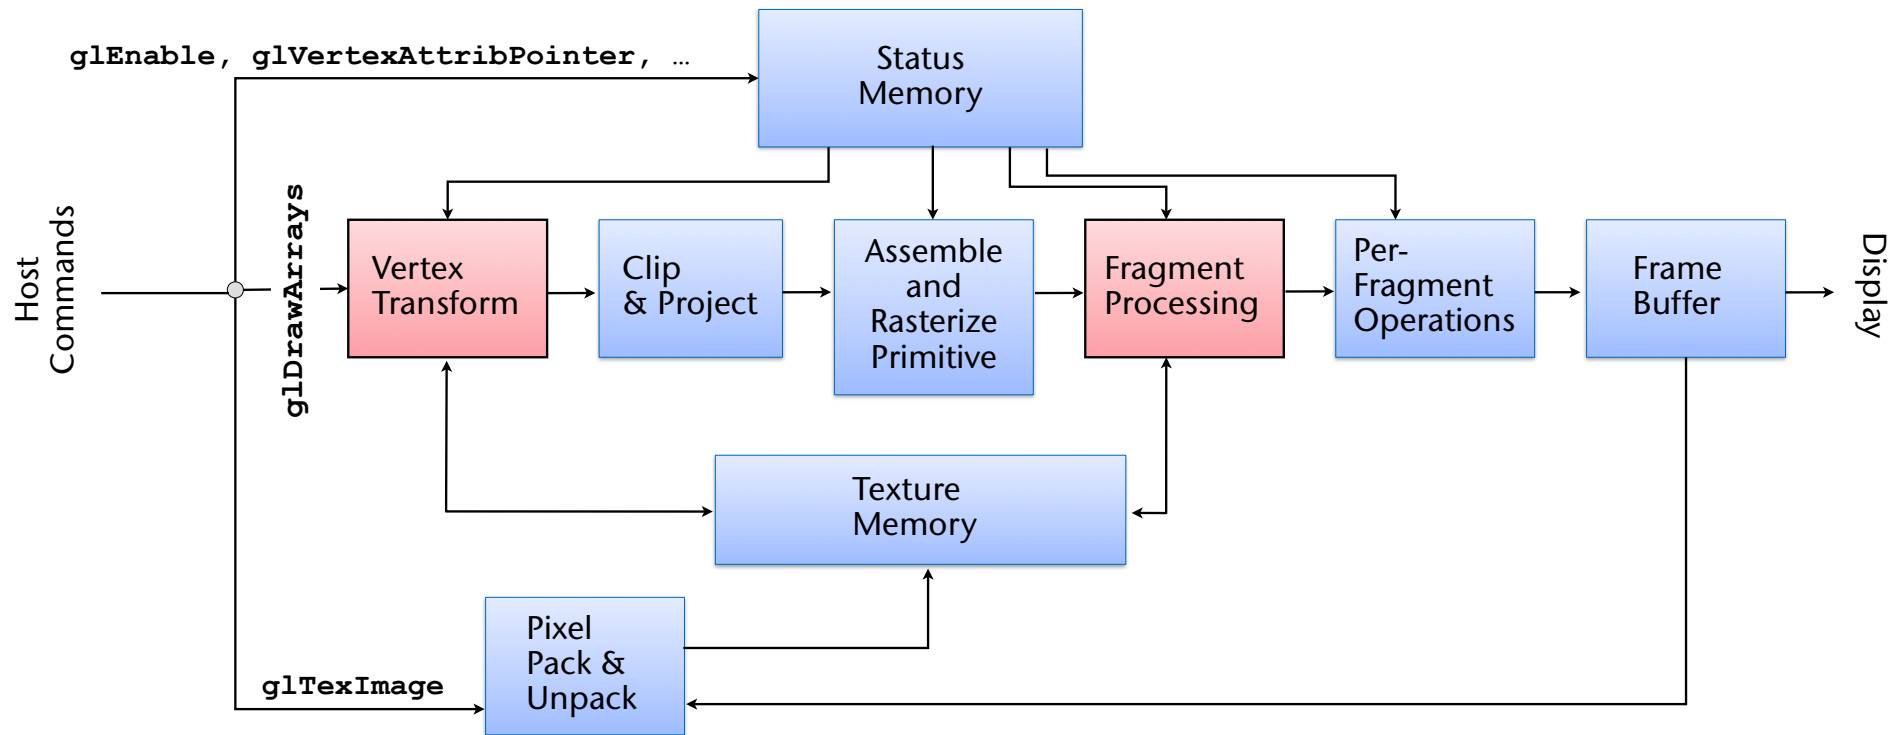 glEnable, glVertexAttribPointer, …
Status
Memory
Host
Commands
glDrawArrays
Vertex
Transform
Clip
& Project
Assemble
and
Rasterize
Primitive
Fragment
Processing
Per-
Fragment
Operations
Frame
Buffer
Display
Texture
Memory
Pixel
Pack &
Unpack
glTexImage